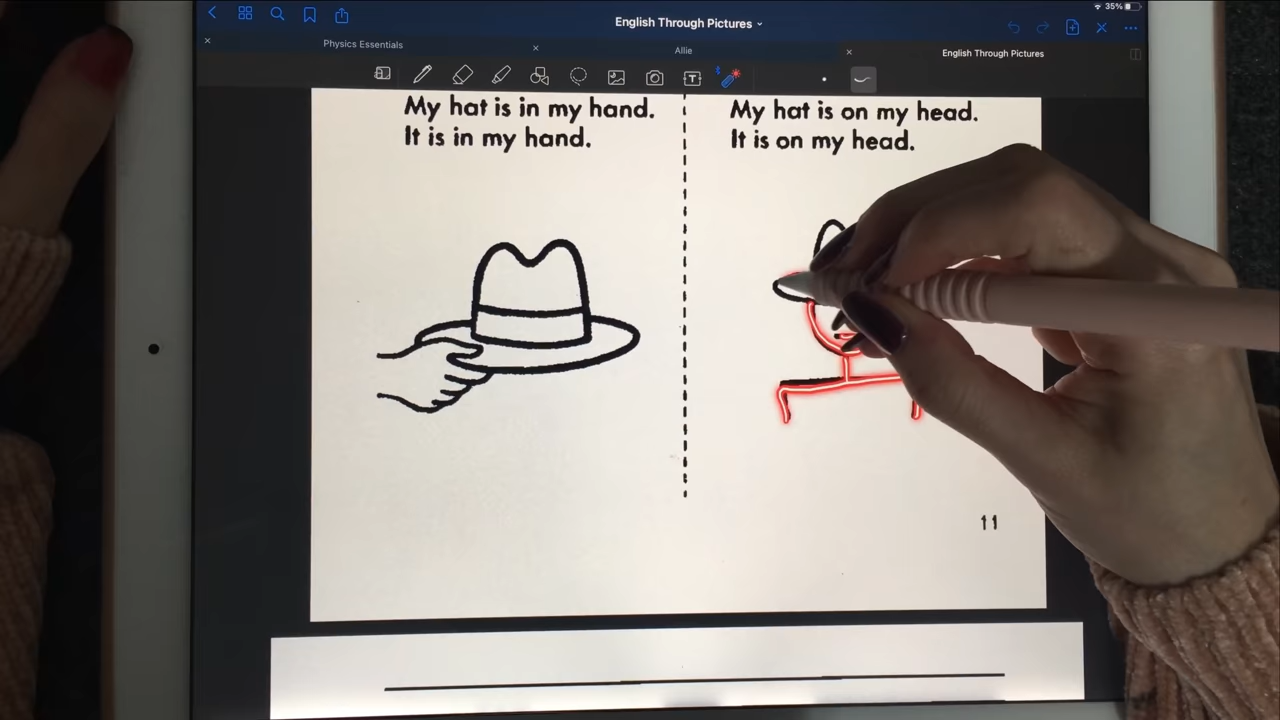 35%
English Through Pictures
Physics Essentials
Allie
English Through Pictures
T
My hat is in my hand.
It is in my hand.
My hat is on my head.
It is on my head.
11